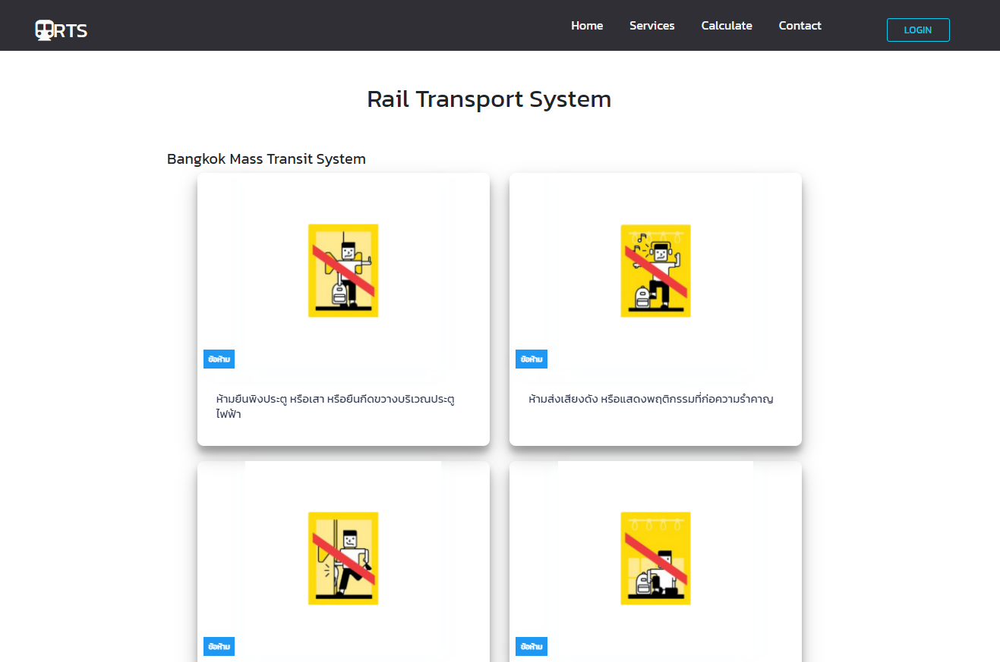 RTS
Home
Services
Calculate
Contact
LOGIN
Rail Transport System
Bangkok Mass Transit System
ข้อห้าม
ข้อห้าม
ห้ามยืนพิงประตู หรือเสา หรือยืนกีดขวางบริเวณประตู
ไฟฟ้า
ห้ามส่งเสียงดัง หรือแสดงพฤติกรรมที่ก่อความรำคาญ
ข้อห้าม
ข้อห้าม